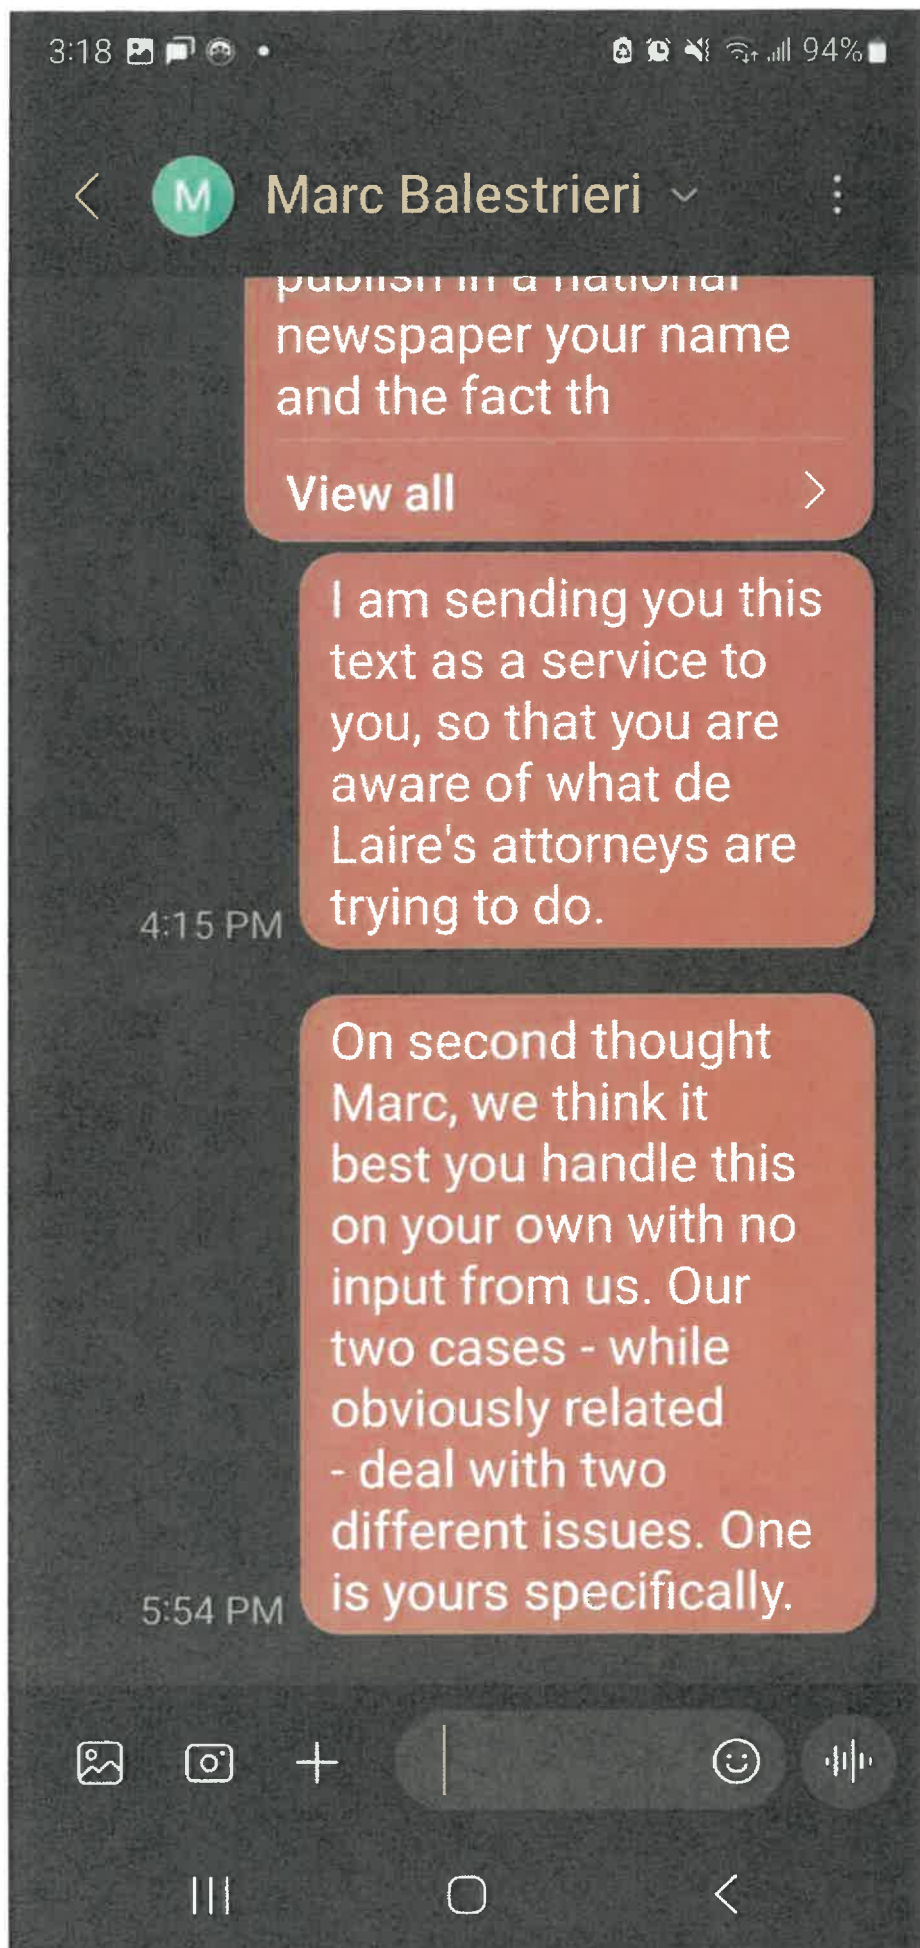 3:18 94%
M Marc Balestrieri
publish in a national
newspaper your name
and the fact th
View all
I am sending you this
text as a service to
you, so that you are
aware of what de
Laire's attorneys are
trying to do.
4:15 PM
On second thought
Marc, we think it
best you handle this
on your own with no
input from us. Our
two cases - while
obviously related
- deal with two
different issues. One
is yours specifically.
5:54 PM